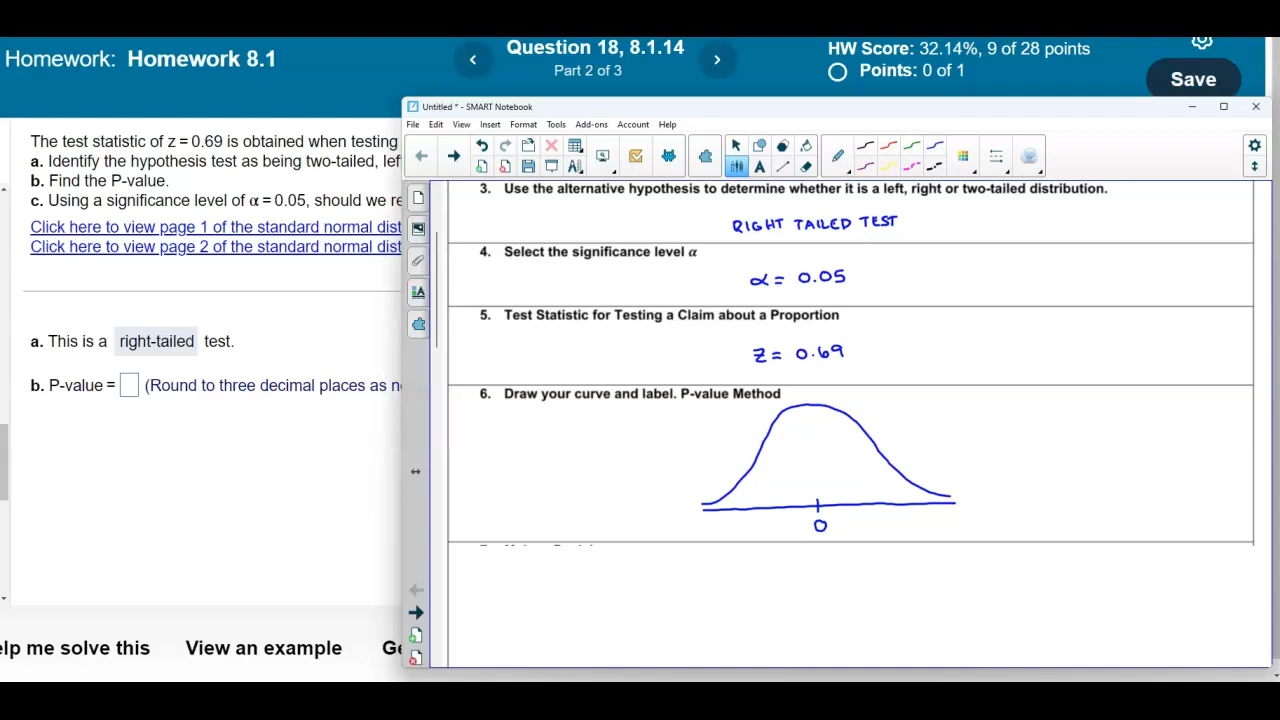 Homework: Homework 8.1
Question 18, 8.1.14
Part 2 of 3
HW Score: 32.14%, 9 of 28 points
Points: 0 of 1
Save
The test statistic of z = 0.69 is obtained when testing
a. Identify the hypothesis test as being two-tailed, left
b. Find the P-value.
c. Using a significance level of α = 0.05, should we re
Click here to view page 1 of the standard normal dist
Click here to view page 2 of the standard normal dist
a. This is a right-tailed test.
b. P-value = (Round to three decimal places as ne
elp me solve this
View an example
Ge
Untitled * - SMART Notebook
File Edit View Insert Format Tools Add-ons Account Help
3. Use the alternative hypothesis to determine whether it is a left, right or two-tailed distribution.
RIGHT TAILED TEST
4. Select the significance level α
α = 0.05
5. Test Statistic for Testing a Claim about a Proportion
z = 0.69
6. Draw your curve and label. P-value Method
0